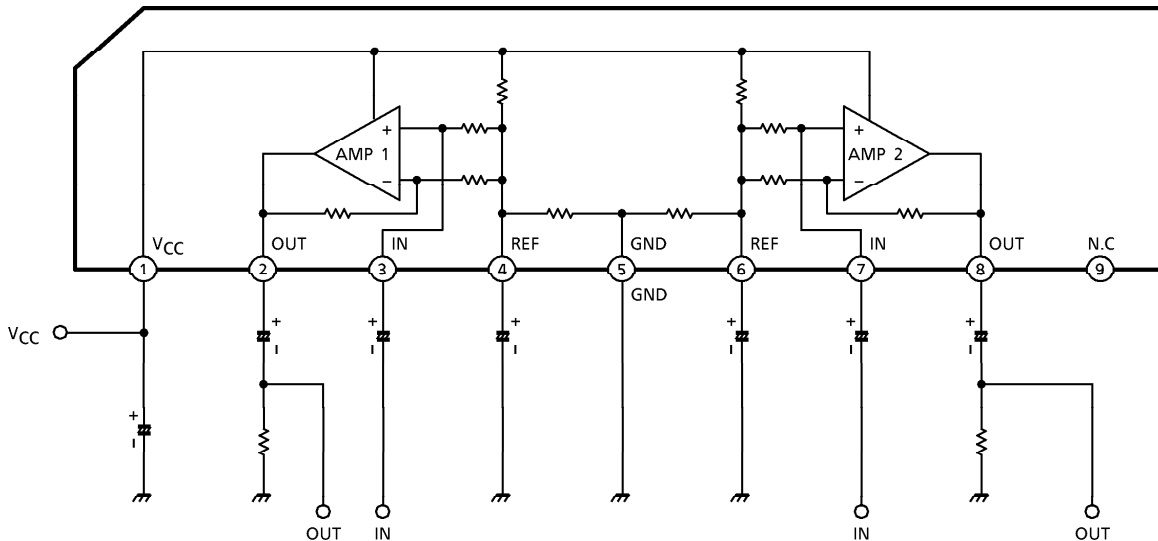 + +
AMP 1 AMP 2
− −
VCC OUT IN REF GND REF IN OUT N.C
1 2 3 4 5 6 7 8 9
GND
+ + + + + +
VCC
+
OUT IN IN OUT